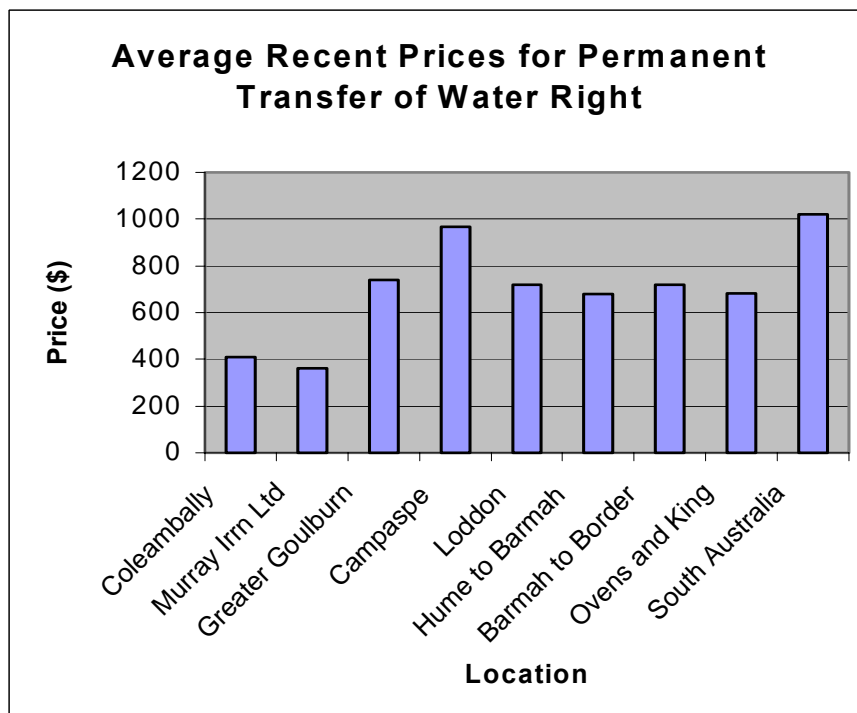 Average Recent Prices for Permanent
Transfer of Water Right
1200
1000
800
600
400
200
0
Price ($)
Coleambally
Murray Irrn Ltd
Greater Goulburn
Campaspe
Loddon
Hume to Barmah
Barmah to Border
Ovens and King
South Australia
Location